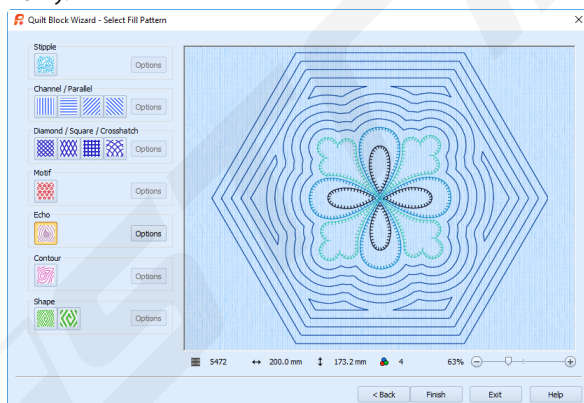 Quilt Block Wizard - Select Fill Pattern
Stipple
Options
Channel / Parallel
Options
Diamond / Square / Crosshatch
Options
Motif
Options
Echo
Options
Contour
Options
Shape
Options
5472 200.0 mm 173.2 mm 4 63%
< Back Finish Exit Help